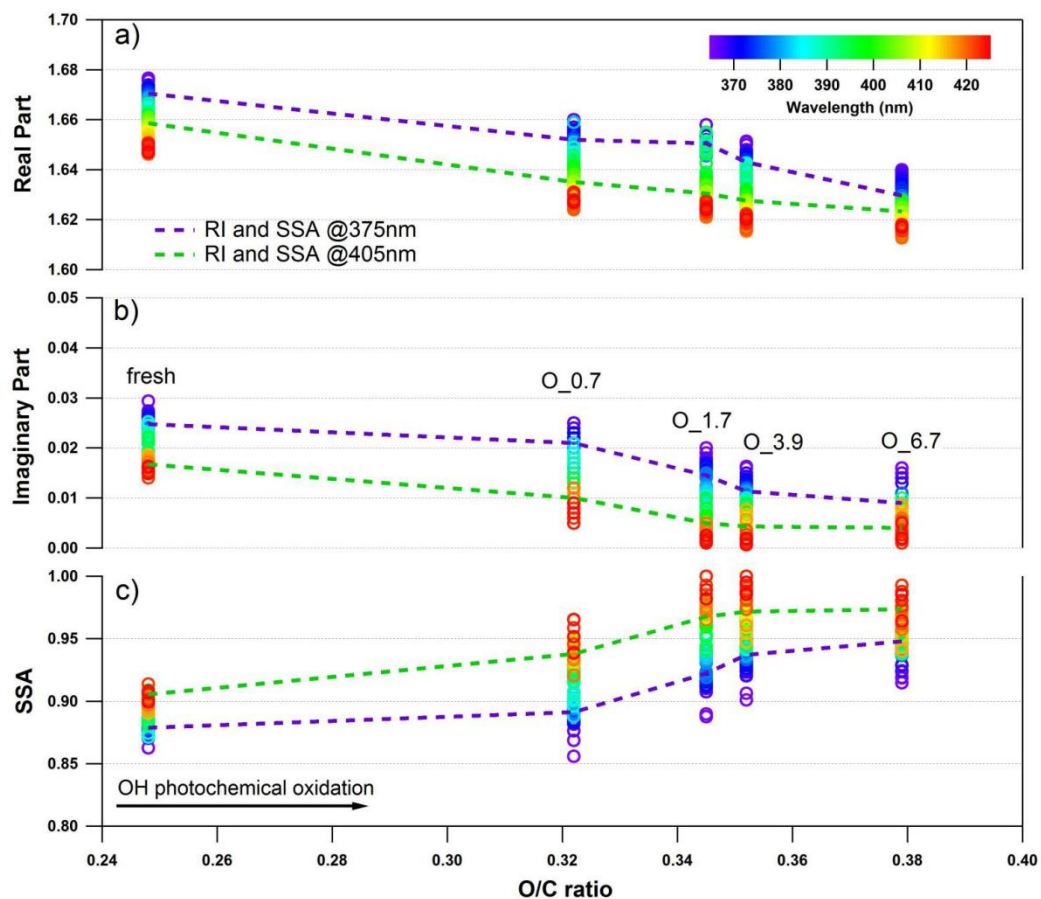 a)
370 380 390 400 410 420
Wavelength (nm)
1.70
1.68
1.66
1.64
1.62
1.60
Real Part
RI and SSA @375nm
RI and SSA @405nm
b)
0.05
0.04
0.03
0.02
0.01
0.00
Imaginary Part
fresh
O_0.7
O_1.7
O_3.9
O_6.7
c)
1.00
0.95
0.90
0.85
0.80
SSA
OH photochemical oxidation
0.24 0.26 0.28 0.30 0.32 0.34 0.36 0.38 0.40
O/C ratio